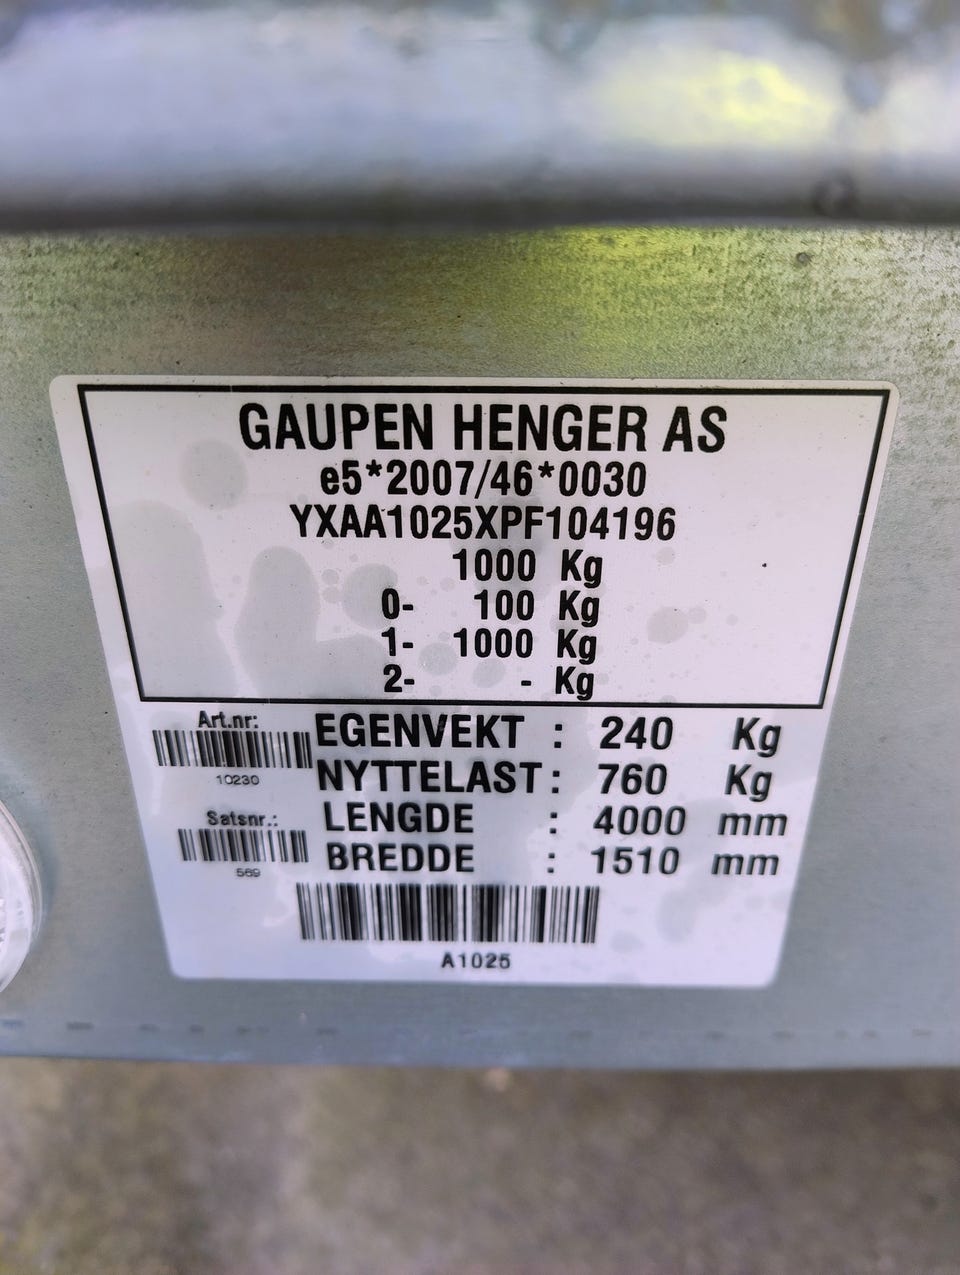 GAUPEN HENGER AS
e5*2007/46*0030
YXAA1025XPF104196
1000 Kg
0- 100 Kg
1- 1000 Kg
2- - Kg
Art.nr:
10230
EGENVEKT : 240 Kg
NYTTELAST : 760 Kg
Satsnr.:
569
LENGDE : 4000 mm
BREDDE : 1510 mm
A1025